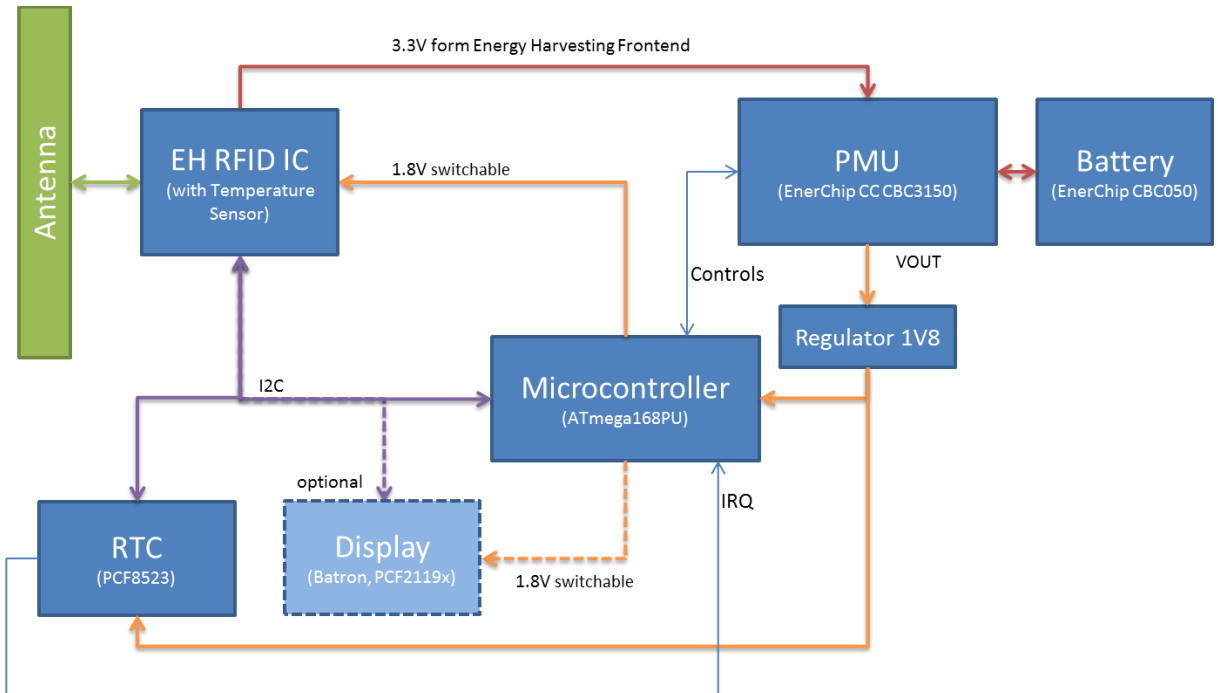 3.3V form Energy Harvesting Frontend
Antenna
EH RFID IC
(with Temperature
Sensor)
1.8V switchable
PMU
(EnerChip CC CBC3150)
Battery
(EnerChip CBC050)
Controls
VOUT
Regulator 1V8
I2C
Microcontroller
(ATmega168PU)
optional
IRQ
RTC
(PCF8523)
Display
(Batron, PCF2119x)
1.8V switchable